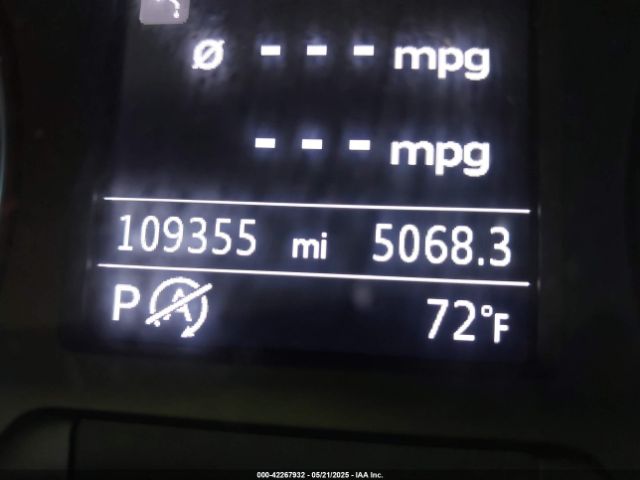 Ø - - - mpg
- - - mpg
109355 mi 5068.3
P A 72°F
000-42267932 - 05/21/2025 - IAA Inc.